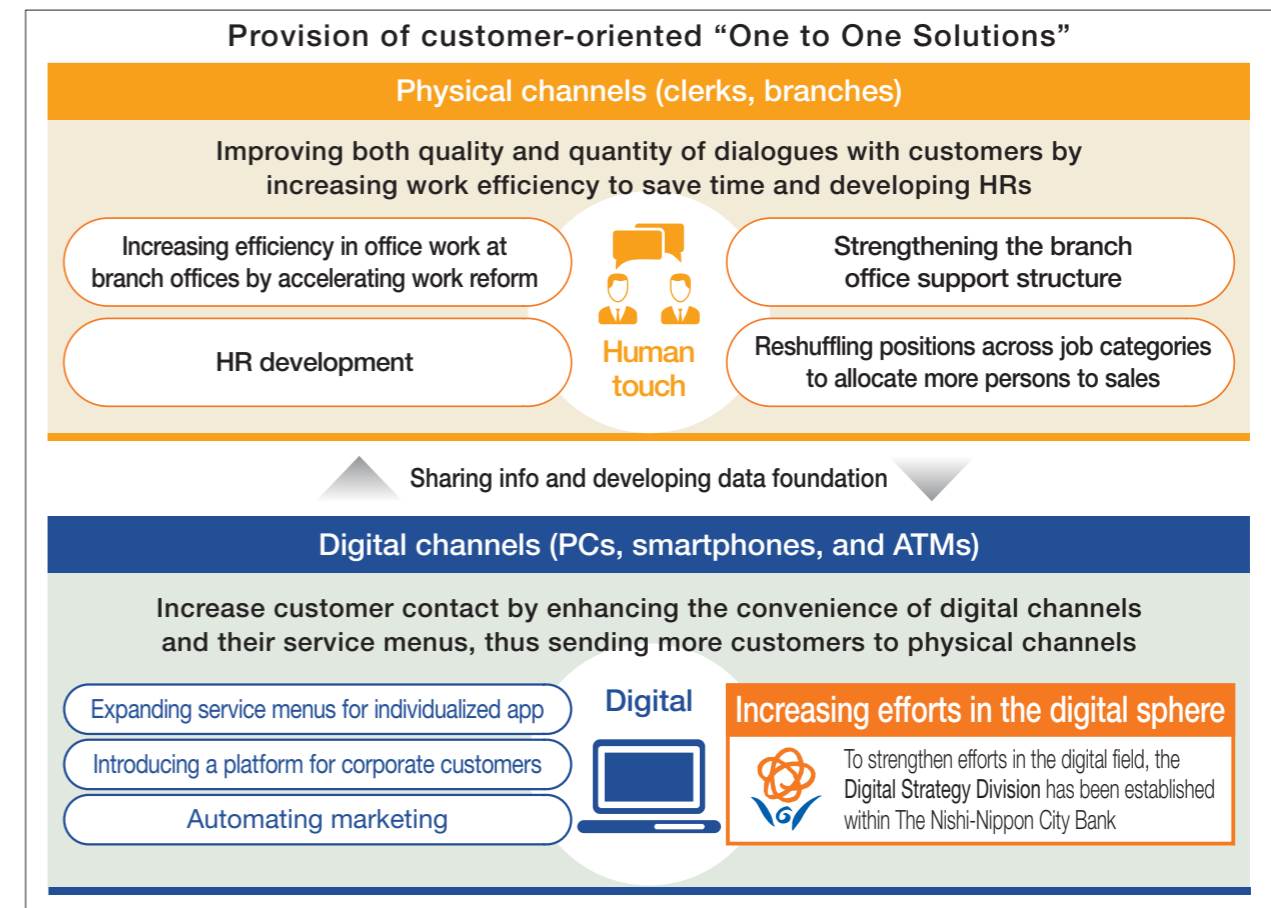 Provision of customer-oriented “One to One Solutions”
Physical channels (clerks, branches)
Improving both quality and quantity of dialogues with customers by
increasing work efficiency to save time and developing HRs
Increasing efficiency in office work at
branch offices by accelerating work reform
HR development
Human
touch
Strengthening the branch
office support structure
Reshuffling positions across job categories
to allocate more persons to sales
Sharing info and developing data foundation
Digital channels (PCs, smartphones, and ATMs)
Increase customer contact by enhancing the convenience of digital channels
and their service menus, thus sending more customers to physical channels
Expanding service menus for individualized app
Introducing a platform for corporate customers
Automating marketing
Digital
Increasing efforts in the digital sphere
To strengthen efforts in the digital field, the
Digital Strategy Division has been established
within The Nishi-Nippon City Bank